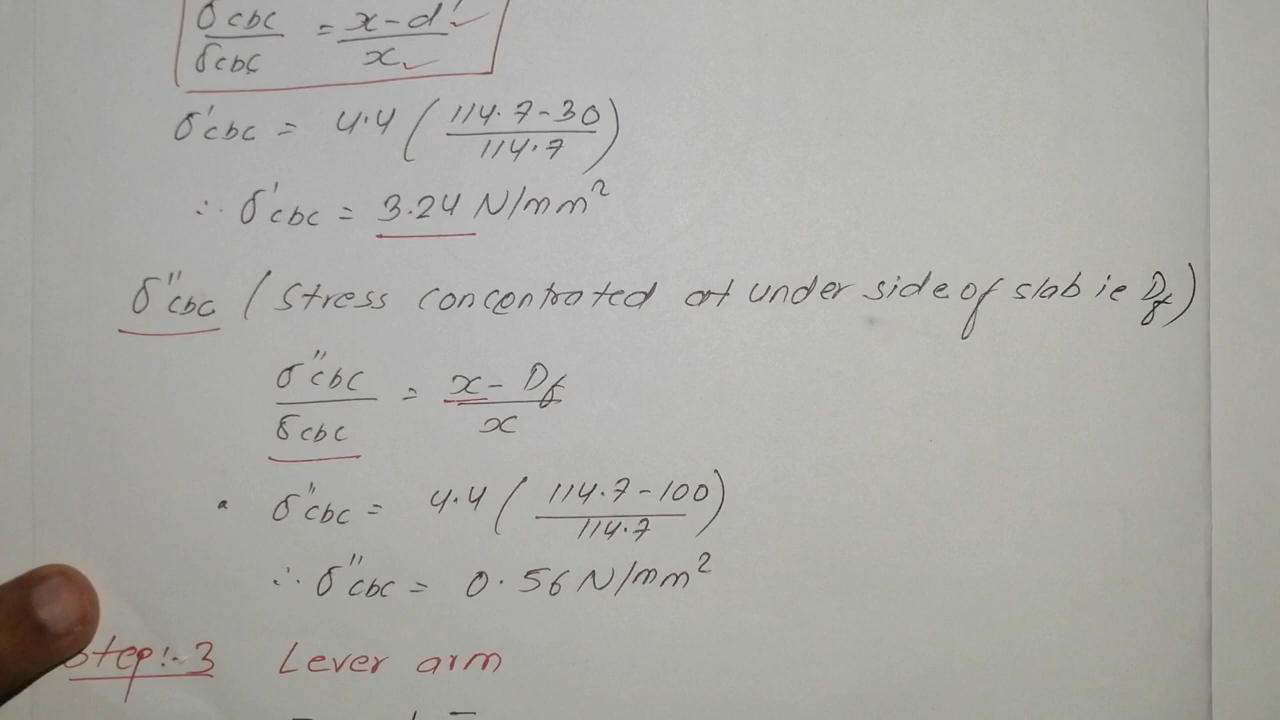 σ'cbc / σcbc = x-d' / x
σ'cbc = 4.4 ( 114.7-30 / 114.7 )
∴ σ'cbc = 3.24 N/mm²
σ''cbc ( Stress concentrated at under side of slab ie Df )
σ''cbc / σcbc = x - Df / x
σ''cbc = 4.4 ( 114.7-100 / 114.7 )
∴ σ''cbc = 0.56 N/mm²
Step:-3 Lever arm